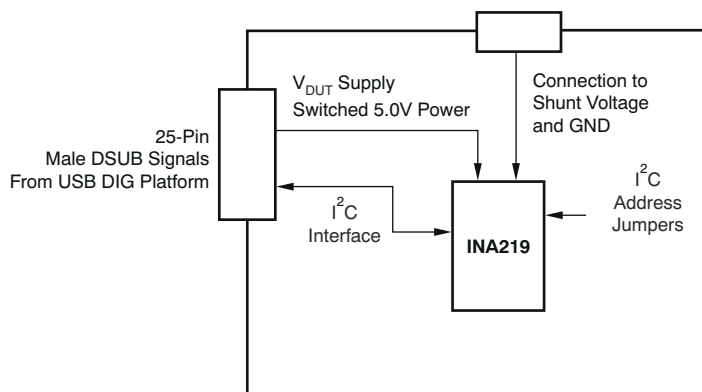 V_DUT Supply
Switched 5.0V Power
Connection to
Shunt Voltage
and GND
25-Pin
Male DSUB Signals
From USB DIG Platform
I²C
Interface
INA219
I²C
Address
Jumpers